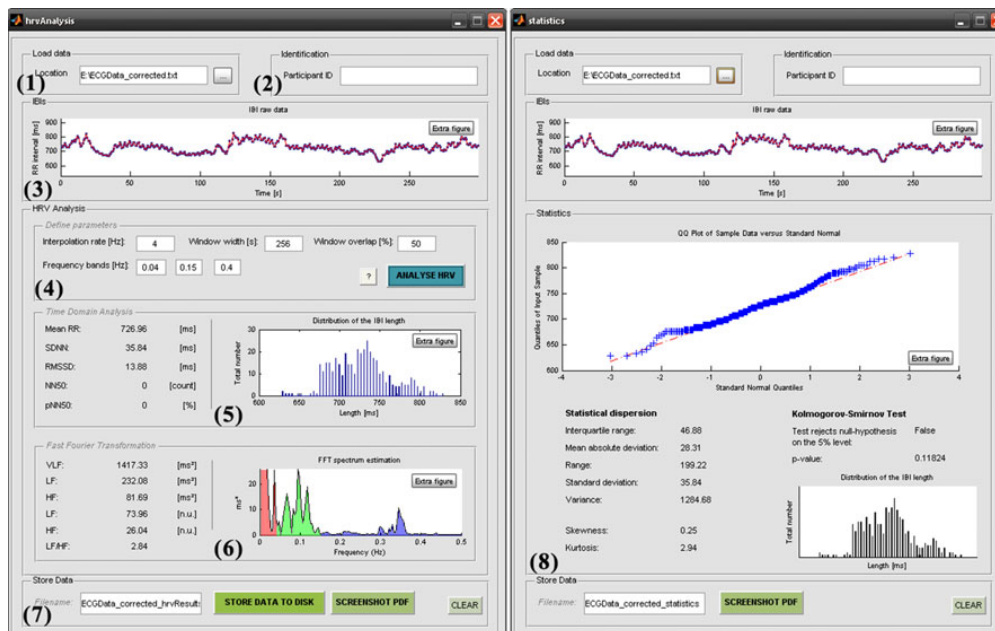 hrvAnalysis
Load data
(1)
Location
E:\ECGData_corrected.txt
...
Identification
(2)
Participant ID
IBIs
IBI raw data
Extra figure
RR interval [ms]
900
800
700
600
0
50
100
150
200
250
Time [s]
(3)
HRV Analysis
Define parameters
Interpolation rate [Hz]:
4
Window width [s]:
256
Window overlap [%]:
50
Frequency bands [Hz]:
0.04
0.15
0.4
?
ANALYSE HRV
(4)
Time Domain Analysis
Mean RR:
726.96
[ms]
SDNN:
35.84
[ms]
RMSSD:
13.88
[ms]
NN50:
0
[count]
pNN50:
0
[%]
Distribution of the IBI length
Extra figure
Total number
30
20
10
0
600
650
700
750
800
850
Length [ms]
(5)
Fast Fourier Transformation
VLF:
1417.33
[ms²]
LF:
232.08
[ms²]
HF:
81.69
[ms²]
LF:
73.96
[n.u.]
HF:
26.04
[n.u.]
LF/HF:
2.84
FFT spectrum estimation
Extra figure
ms²
20
10
0
0
0.1
0.2
0.3
0.4
0.5
Frequency (Hz)
(6)
Store Data
(7)
Filename:
ECGData_corrected_hrvResults
STORE DATA TO DISK
SCREENSHOT PDF
CLEAR
statistics
Load data
Location
E:\ECGData_corrected.txt
...
Identification
Participant ID
IBIs
IBI raw data
Extra figure
RR interval [ms]
900
800
700
600
0
50
100
150
200
250
Time [s]
Statistics
QQ Plot of Sample Data versus Standard Normal
Quantiles of Input Sample
850
800
750
700
650
600
-4
-3
-2
-1
0
1
2
3
4
Standard Normal Quantiles
Extra figure
Statistical dispersion
Interquartile range:
46.88
Mean absolute deviation:
28.31
Range:
199.22
Standard deviation:
35.84
Variance:
1284.68
Skewness:
0.25
Kurtosis:
2.94
(8)
Kolmogorov-Smirnov Test
Test rejects null-hypothesis
on the 5% level:
False
p-value:
0.11824
Distribution of the IBI length
Total number
Length [ms]
Store Data
Filename:
ECGData_corrected_statistics
SCREENSHOT PDF
CLEAR